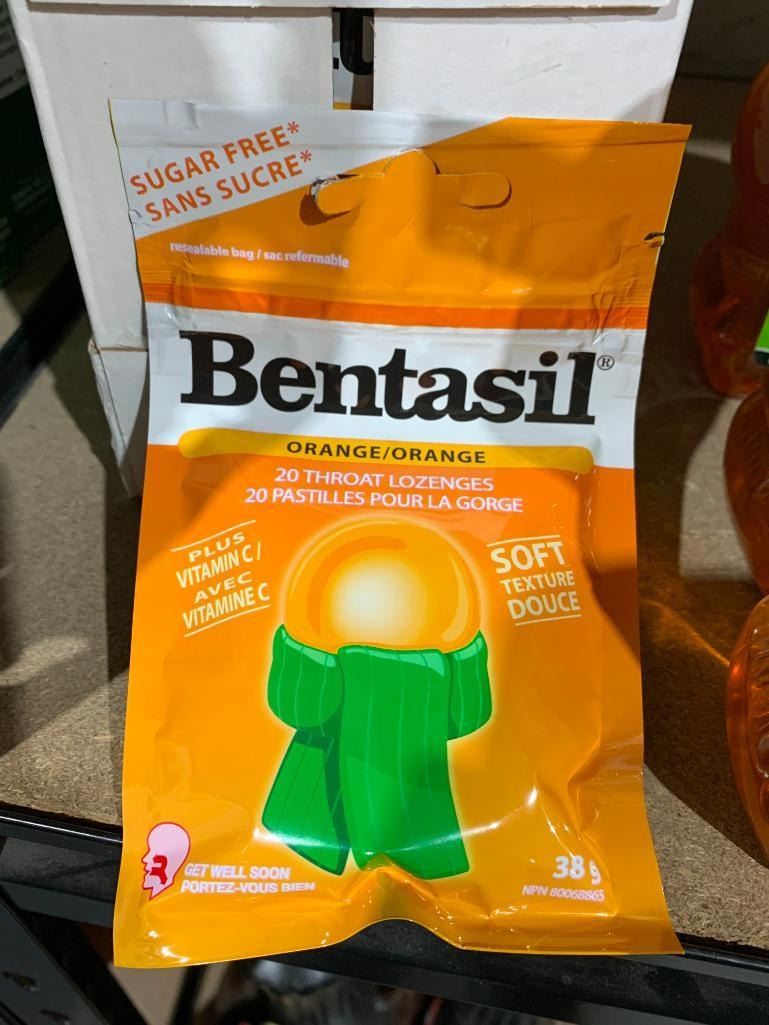 SUGAR FREE*
SANS SUCRE*
resealable bag / sac refermable
Bentasil®
ORANGE/ORANGE
20 THROAT LOZENGES
20 PASTILLES POUR LA GORGE
PLUS
VITAMIN C /
AVEC
VITAMINE C
SOFT
TEXTURE
DOUCE
GET WELL SOON
PORTEZ-VOUS BIEN
38 g
NPN 80068865